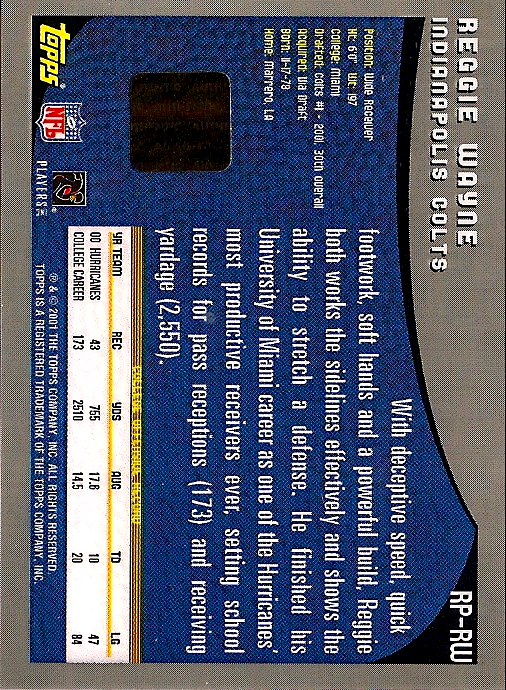 REGGIE WAYNE
INDIANAPOLIS COLTS
RP-RW
Position: Wide Receiver
Ht: 6'0" Wt: 197
College: Miami
Drafted: Colts #1 - 2001, 30th overall
Acquired: Via Draft
Born: 11-17-78
Home: Marrero, LA
With deceptive speed, quick
footwork, soft hands and a powerful build, Reggie
both works the sidelines effectively and shows the
ability to stretch a defense. He finished his
University of Miami career as one of the Hurricanes'
most productive receivers ever, setting school
records for pass receptions (173) and receiving
yardage (2,550).
YR TEAM REC YDS AUG TD LG
00 HURRICANES 43 755 17.6 10 47
COLLEGE CAREER 173 2510 14.5 20 84
® & © 2001 THE TOPPS COMPANY, INC. ALL RIGHTS RESERVED.
TOPPS IS A REGISTERED TRADEMARK OF THE TOPPS COMPANY, INC.
topps
NFL
PLAYERS INC